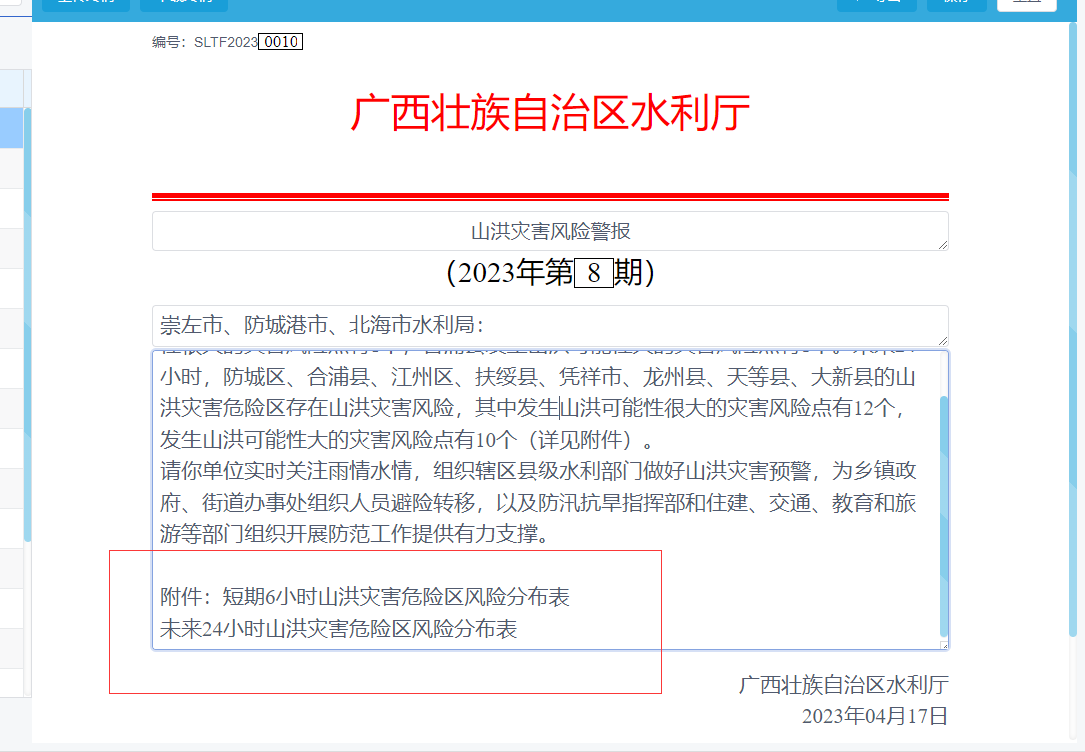 编号：SLTF20230010
广西壮族自治区水利厅
山洪灾害风险警报
（2023年第8期）
崇左市、防城港市、北海市水利局：
小时，防城区、合浦县、江州区、扶绥县、凭祥市、龙州县、天等县、大新县的山
洪灾害危险区存在山洪灾害风险，其中发生山洪可能性很大的灾害风险点有12个，
发生山洪可能性大的灾害风险点有10个（详见附件）。
请你单位实时关注雨情水情，组织辖区县级水利部门做好山洪灾害预警，为乡镇政
府、街道办事处组织人员避险转移，以及防汛抗旱指挥部和住建、交通、教育和旅
游等部门组织开展防范工作提供有力支撑。
附件：短期6小时山洪灾害危险区风险分布表
未来24小时山洪灾害危险区风险分布表
广西壮族自治区水利厅
2023年04月17日